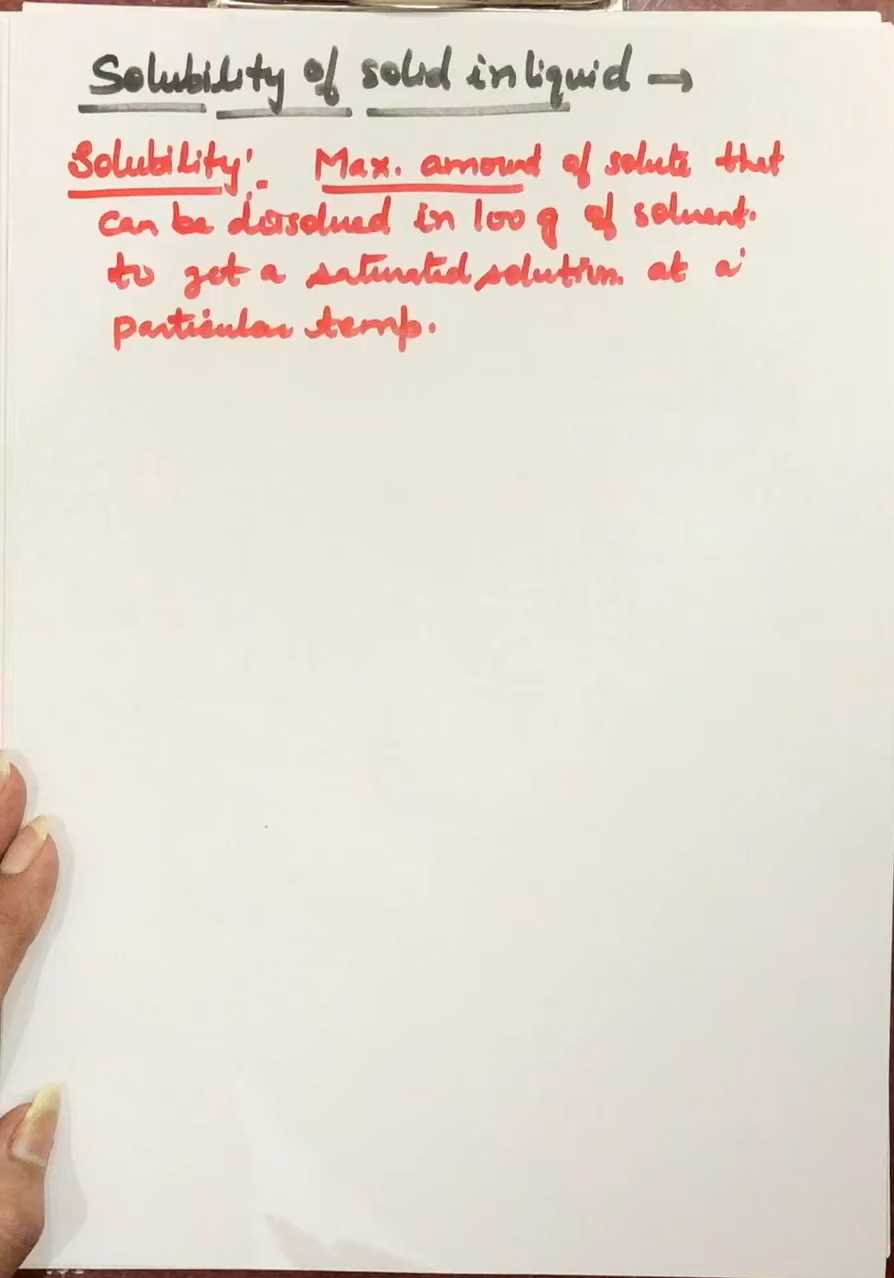 Solubility of solid in liquid →
Solubility:- Max. amount of solute that
can be dissolved in 100 g of solvent.
to get a saturated solution. at a
particular temp.